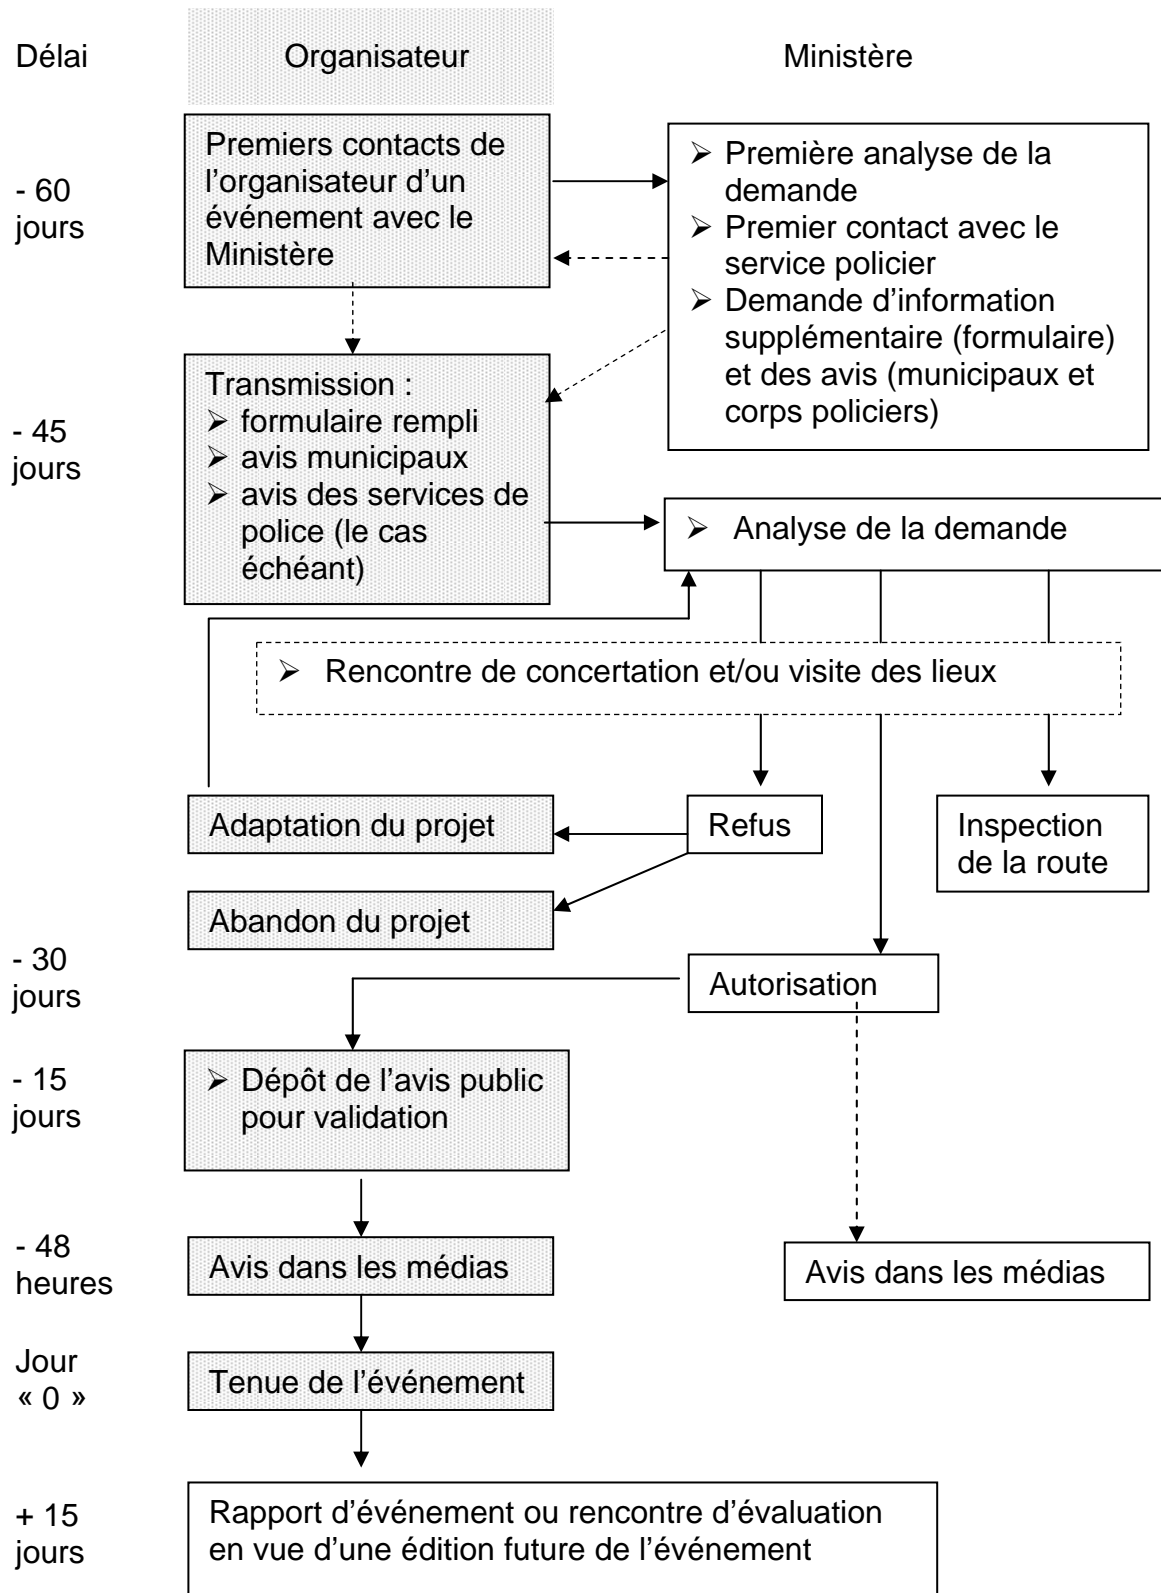 Délai
Organisateur
Ministère
- 60
jours
Premiers contacts de
l’organisateur d’un
événement avec le
Ministère
➢ Première analyse de la
demande
➢ Premier contact avec le
service policier
➢ Demande d’information
supplémentaire (formulaire)
et des avis (municipaux et
corps policiers)
- 45
jours
Transmission :
➢ formulaire rempli
➢ avis municipaux
➢ avis des services de
police (le cas
échéant)
➢ Analyse de la demande
➢ Rencontre de concertation et/ou visite des lieux
Adaptation du projet
Refus
Inspection
de la route
Abandon du projet
- 30
jours
Autorisation
- 15
jours
➢ Dépôt de l’avis public
pour validation
- 48
heures
Avis dans les médias
Avis dans les médias
Jour
« 0 »
Tenue de l’événement
+ 15
jours
Rapport d’événement ou rencontre d’évaluation
en vue d’une édition future de l’événement